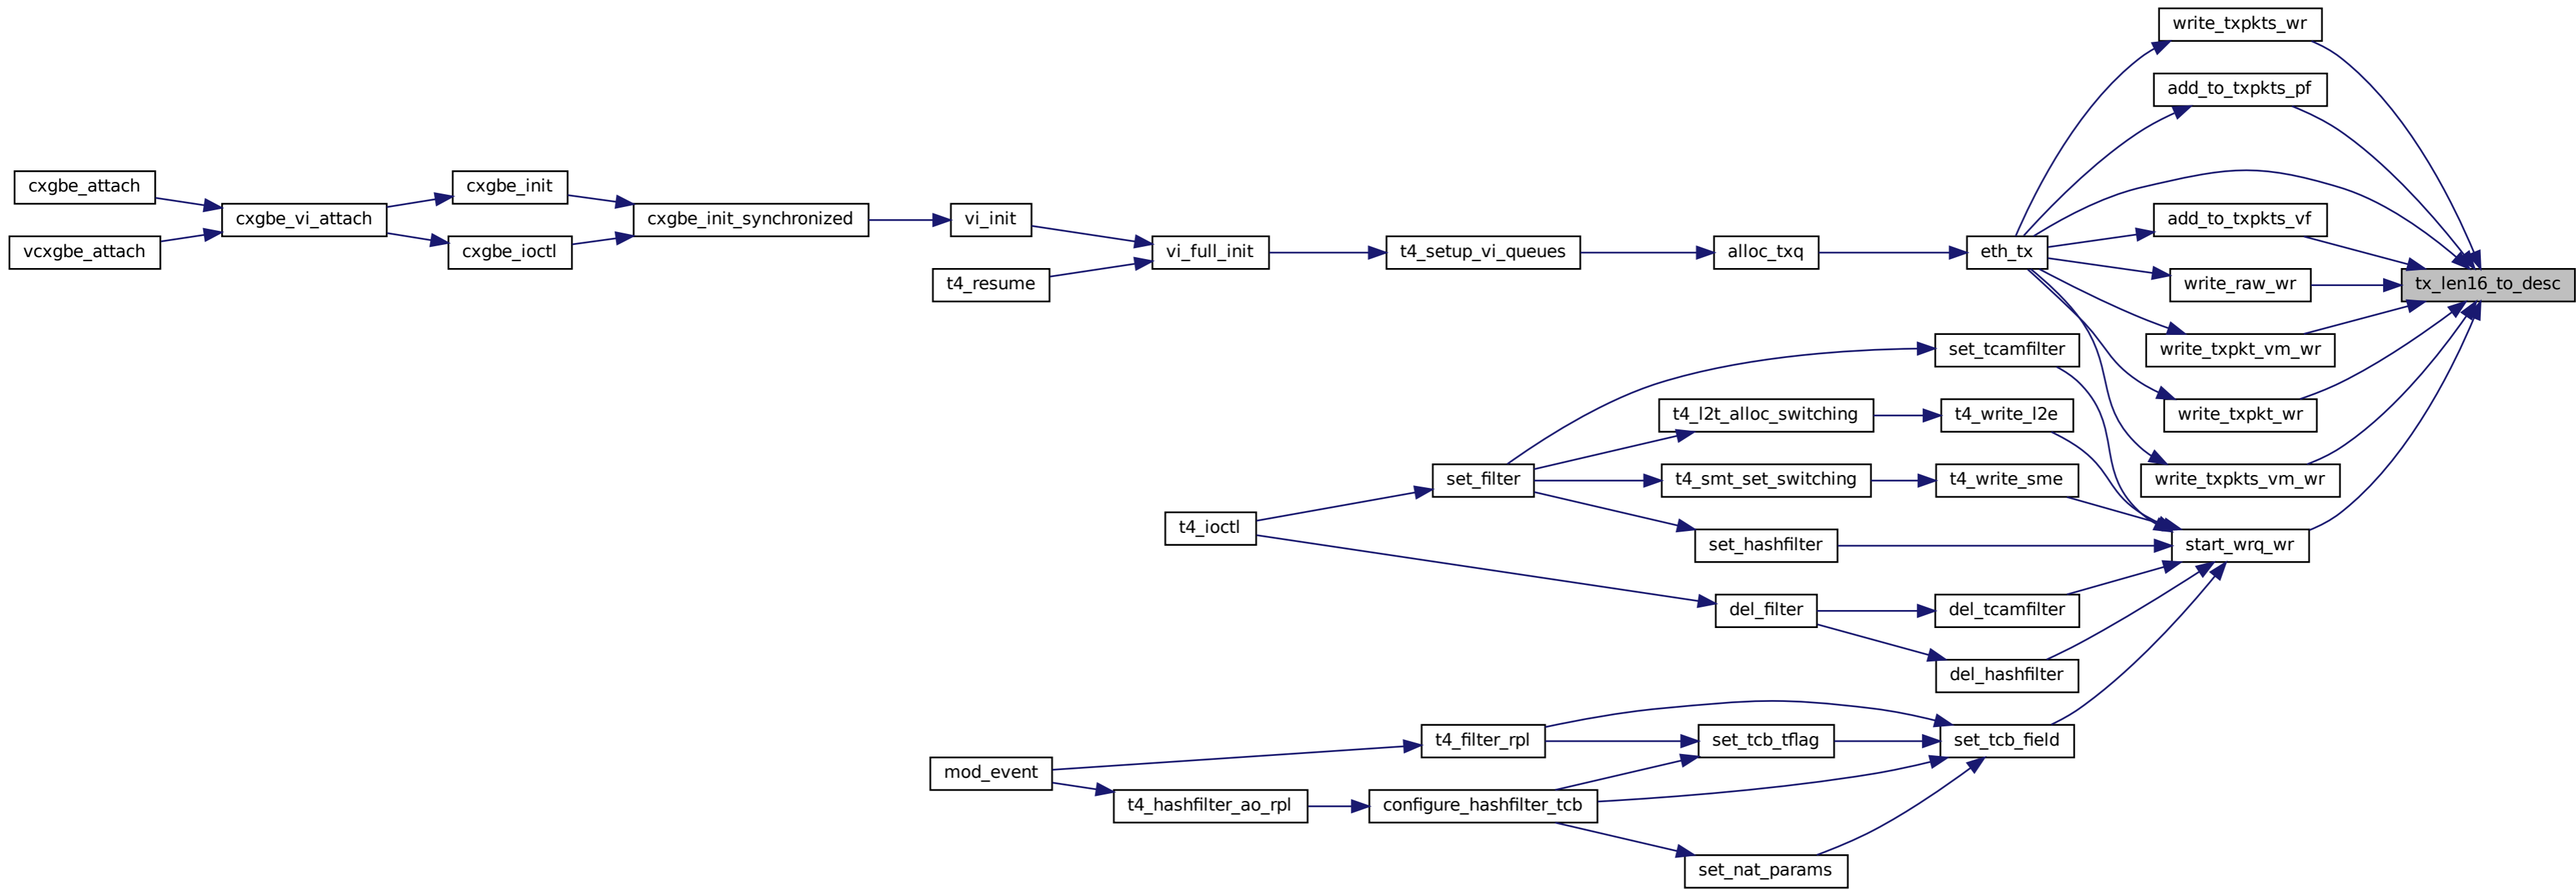 write_txpkts_wr
add_to_txpkts_pf
cxgbe_attach
cxgbe_init
cxgbe_vi_attach
cxgbe_init_synchronized
vi_init
add_to_txpkts_vf
vcxgbe_attach
cxgbe_ioctl
vi_full_init
t4_setup_vi_queues
alloc_txq
eth_tx
t4_resume
write_raw_wr
tx_len16_to_desc
set_tcamfilter
write_txpkt_vm_wr
t4_l2t_alloc_switching
t4_write_l2e
write_txpkt_wr
set_filter
t4_smt_set_switching
t4_write_sme
write_txpkts_vm_wr
t4_ioctl
set_hashfilter
start_wrq_wr
del_filter
del_tcamfilter
del_hashfilter
t4_filter_rpl
set_tcb_tflag
set_tcb_field
mod_event
t4_hashfilter_ao_rpl
configure_hashfilter_tcb
set_nat_params